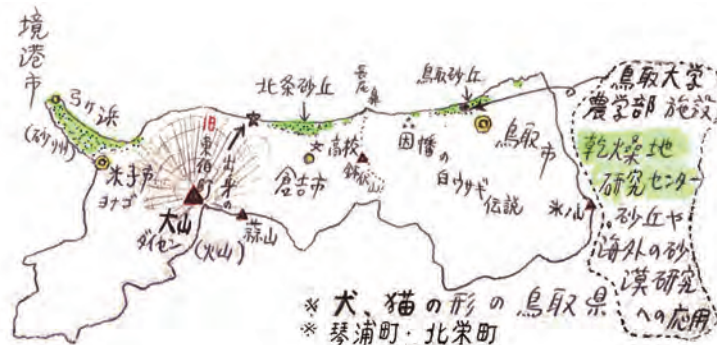 境港市
弓ヶ浜
(砂州)
米子市
ヨナゴ
旧
東伯町
出身の
大山
ダイセン(火山)
蒜山
北条砂丘
倉吉市
高校
長尾鼻
鳥取砂丘
因幡
の
白ウサギ
伝説
鳥取
市
氷ノ山
鳥取大学
農学部 施設
乾燥地
研究センター
砂丘や
海外の砂
漠研究
への応用
※犬、猫の形の鳥取県
※琴浦町・北栄町